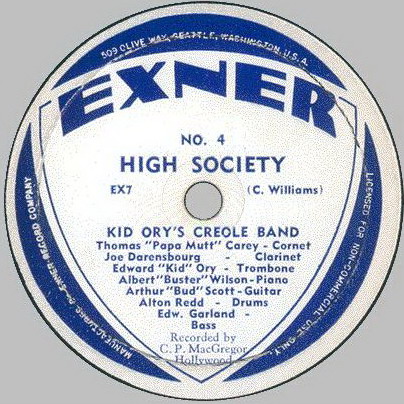 509 OLIVE WAY, SEATTLE, WASHINGTON, U.S.A.
EXNER
NO. 4
HIGH SOCIETY
EX7 (C. Williams)
KID ORY'S CREOLE BAND
Thomas "Papa Mutt" Carey - Cornet
Joe Darensbourg - Clarinet
Edward "Kid" Ory - Trombone
Albert "Buster" Wilson - Piano
Arthur "Bud" Scott - Guitar
Alton Redd - Drums
Edw. Garland -
Bass
Recorded by
C. P. MacGregor
Hollywood
MANUFACTURED BY EXNER RECORD COMPANY
LICENSED FOR NON-COMMERCIAL USE ONLY